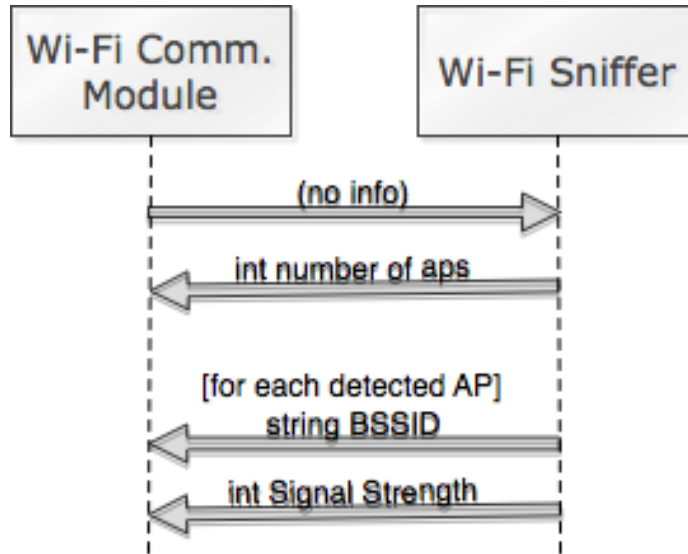 Wi-Fi Comm.
Module
Wi-Fi Sniffer
(no info)
int number of aps
[for each detected AP]
string BSSID
int Signal Strength